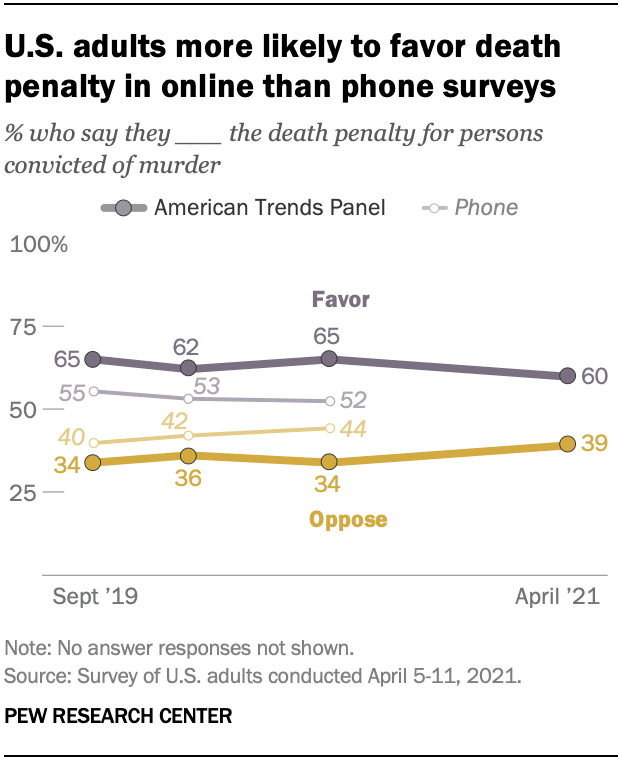 U.S. adults more likely to favor death
penalty in online than phone surveys
% who say they ___ the death penalty for persons
convicted of murder
American Trends Panel Phone
100%
Favor
75
65 62 65 60
55 53 52
50
40 42 44
34 36 34 39
25
Oppose
Sept ’19 April ’21
Note: No answer responses not shown.
Source: Survey of U.S. adults conducted April 5-11, 2021.
PEW RESEARCH CENTER